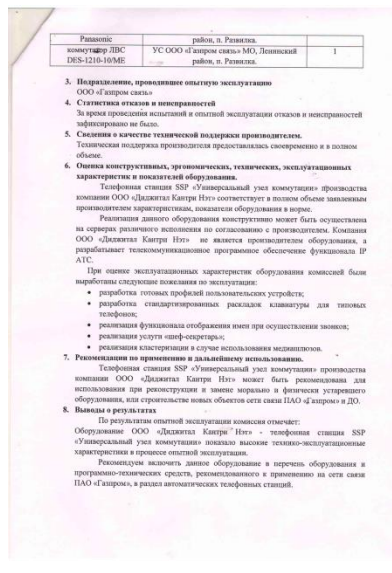 Panasonic район, п. Развилка.
коммутатор ЛВС УС ООО «Газпром связь» МО, Ленинский 1
DES-1210-10/ME район, п. Развилка.
3. Подразделение, проводившее опытную эксплуатацию
ООО «Газпром связь»
4. Статистика отказов и неисправностей
За время проведения испытаний и опытной эксплуатации отказов и неисправностей
зафиксировано не было.
5. Сведения о качестве технической поддержки производителем.
Техническая поддержка производителя предоставлялась своевременно и в полном
объеме.
6. Оценка конструктивных, эргономических, технических, эксплуатационных
характеристик и показателей оборудования.
Телефонная станция SSP «Универсальный узел коммутации» производства
компании ООО «Диджитал Кантри Нэт» соответствует в полном объеме заявленным
производителем характеристикам, показатели оборудования в норме.
Реализация данного оборудования конструктивно может быть осуществлена
на серверах различного исполнения по согласованию с производителем. Компания
ООО «Диджитал Кантри Нэт» не является производителем оборудования, а
разрабатывает телекоммуникационное программное обеспечение функционала IP
АТС.
При оценке эксплуатационных характеристик оборудования комиссией были
выработаны следующие пожелания по эксплуатации:
• разработка готовых профилей пользовательских устройств;
• разработка стандартизированных раскладок клавиатуры для типовых
телефонов;
• реализация функционала отображения имен при осуществлении звонков;
• реализация услуги «шеф-секретарь»;
• реализация кластеризации в случае использования медиашлюзов.
7. Рекомендации по применению и дальнейшему использованию.
Телефонная станция SSP «Универсальный узел коммутации» производства
компании ООО «Диджитал Кантри Нэт» может быть рекомендована для
использования при реконструкции и замене морально и физически устаревшего
оборудования, или строительстве новых объектов сети связи ПАО «Газпром» и ДО.
8. Выводы о результатах
По результатам опытной эксплуатации комиссия отмечает:
Оборудование ООО «Диджитал Кантри Нэт» - телефонная станция SSP
«Универсальный узел коммутации» показало высокие технико-эксплуатационные
характеристики в процессе опытной эксплуатации.
Рекомендуем включить данное оборудование в перечень оборудования и
программно-технических средств, рекомендованного к применению на сети связи
ПАО «Газпром», в раздел автоматических телефонных станций.